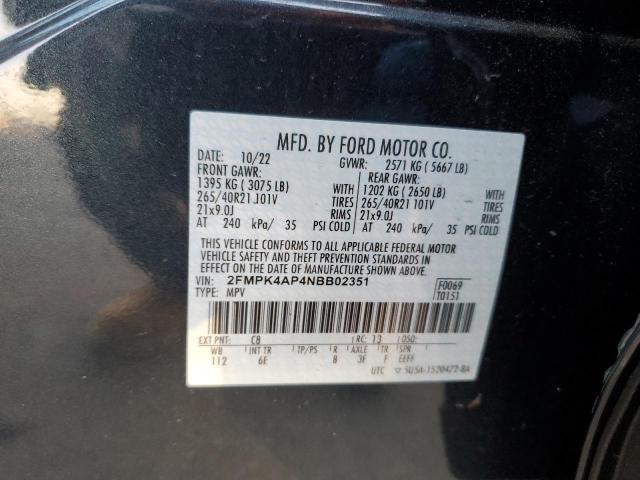 MFD. BY FORD MOTOR CO.
DATE: 10/22 GVWR: 2571 KG (5667 LB)
FRONT GAWR: REAR GAWR:
1395 KG (3075 LB) WITH 1202 KG (2650 LB) WITH
265/40R21 101V TIRES 265/40R21 101V TIRES
21x9.0J RIMS 21x9.0J RIMS
AT 240 kPa/ 35 PSI COLD AT 240 kPa/ 35 PSI COLD
THIS VEHICLE CONFORMS TO ALL APPLICABLE FEDERAL MOTOR
VEHICLE SAFETY AND THEFT PREVENTION STANDARDS IN
EFFECT ON THE DATE OF MANUFACTURE SHOWN ABOVE.
VIN: 2FMPK4AP4NBB02351 F0069
TYPE: MPV T0151
EXT PNT: C8 RC: 13 DSO:
WB INT TR TP/PS R AXLE TR SPR
112 6E B 3F F EEFF
UTC ▽ 5U5A-1520472-BA